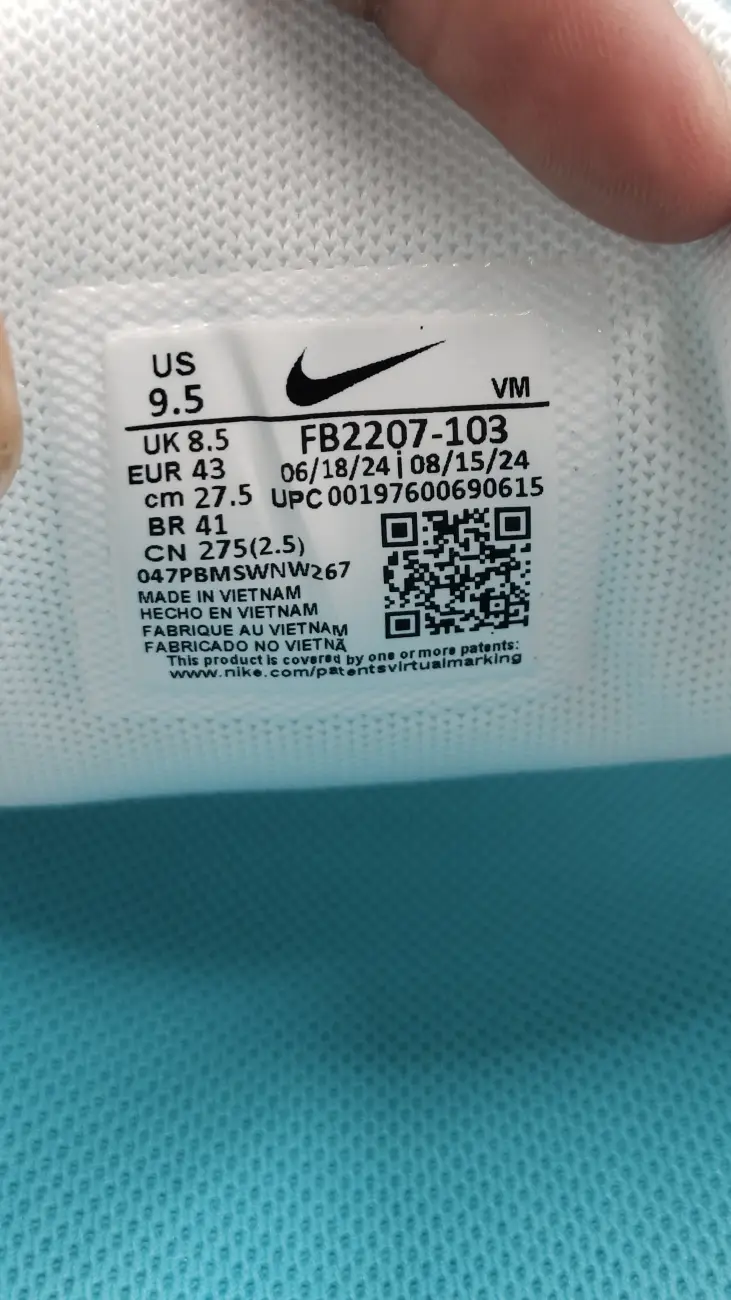 US
9.5
VM
UK 8.5
FB2207-103
EUR 43
06/18/24 | 08/15/24
cm 27.5
UPC 00197600690615
BR 41
CN 275(2.5)
047PBMSWNW267
MADE IN VIETNAM
HECHO EN VIETNAM
FABRIQUE AU VIETNAM
FABRICADO NO VIETNÃ
This product is covered by one or more patents:
www.nike.com/patentsvirtualmarking